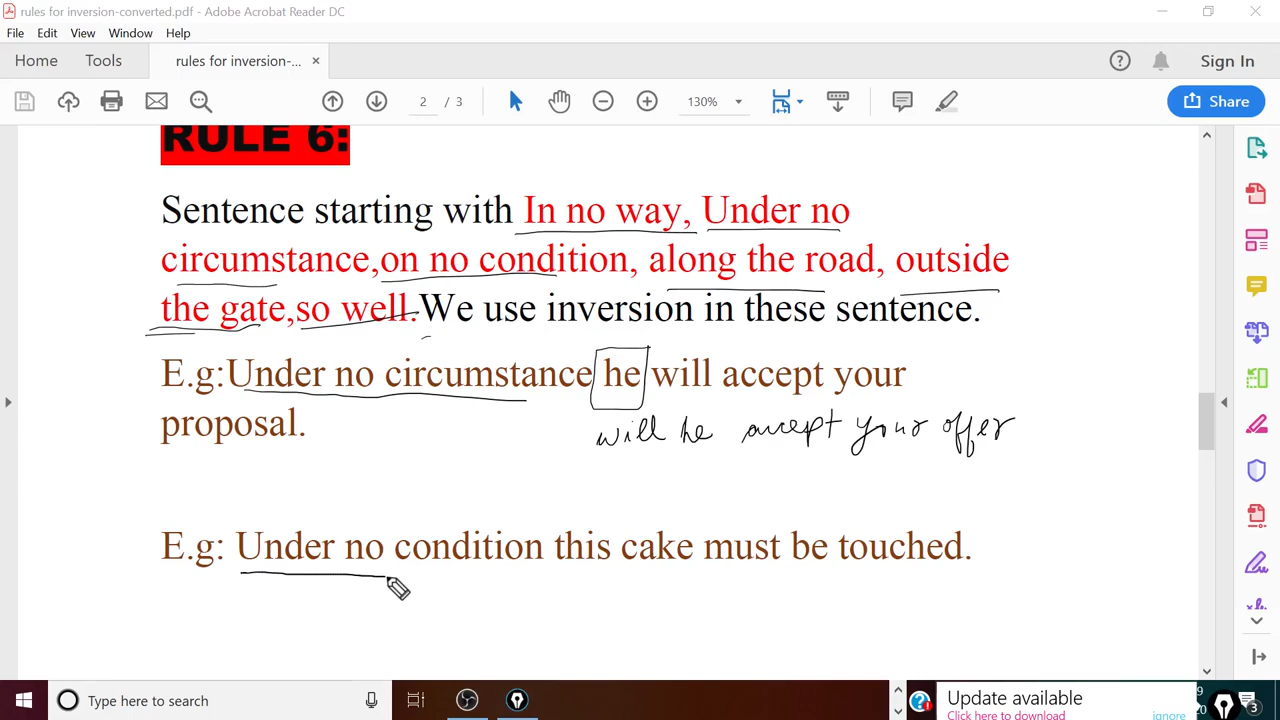 rules for inversion-converted.pdf - Adobe Acrobat Reader DC
File Edit View Window Help
Home Tools rules for inversion-... × Sign In
2 / 3 130% Share
RULE 6:
Sentence starting with In no way, Under no
circumstance,on no condition, along the road, outside
the gate,so well.We use inversion in these sentence.
E.g:Under no circumstance he will accept your
proposal.
will he accept your offer
E.g: Under no condition this cake must be touched.
Type here to search
Update available
Click here to download ignore
9
20
3